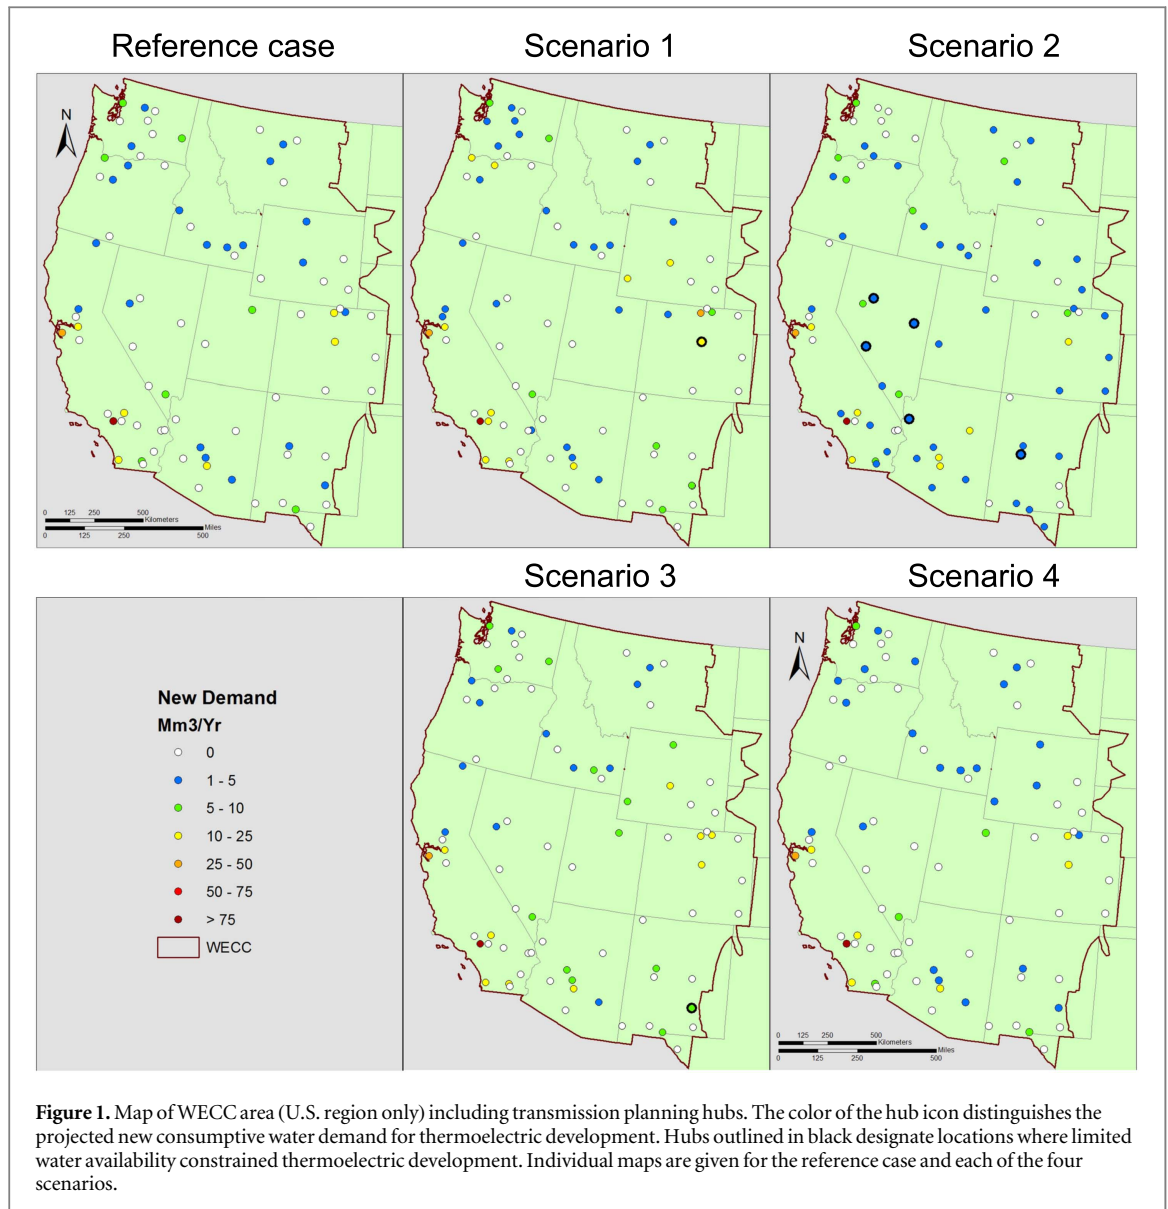 Reference case
Scenario 1
Scenario 2
N
0 125 250 500
Kilometers
Miles
0 125 250 500
Scenario 3
Scenario 4
N
New Demand
Mm3/Yr
0
1 - 5
5 - 10
10 - 25
25 - 50
50 - 75
> 75
WECC
0 125 250 500
Kilometers
Miles
0 125 250 500
Figure 1. Map of WECC area (U.S. region only) including transmission planning hubs. The color of the hub icon distinguishes the
projected new consumptive water demand for thermoelectric development. Hubs outlined in black designate locations where limited
water availability constrained thermoelectric development. Individual maps are given for the reference case and each of the four
scenarios.